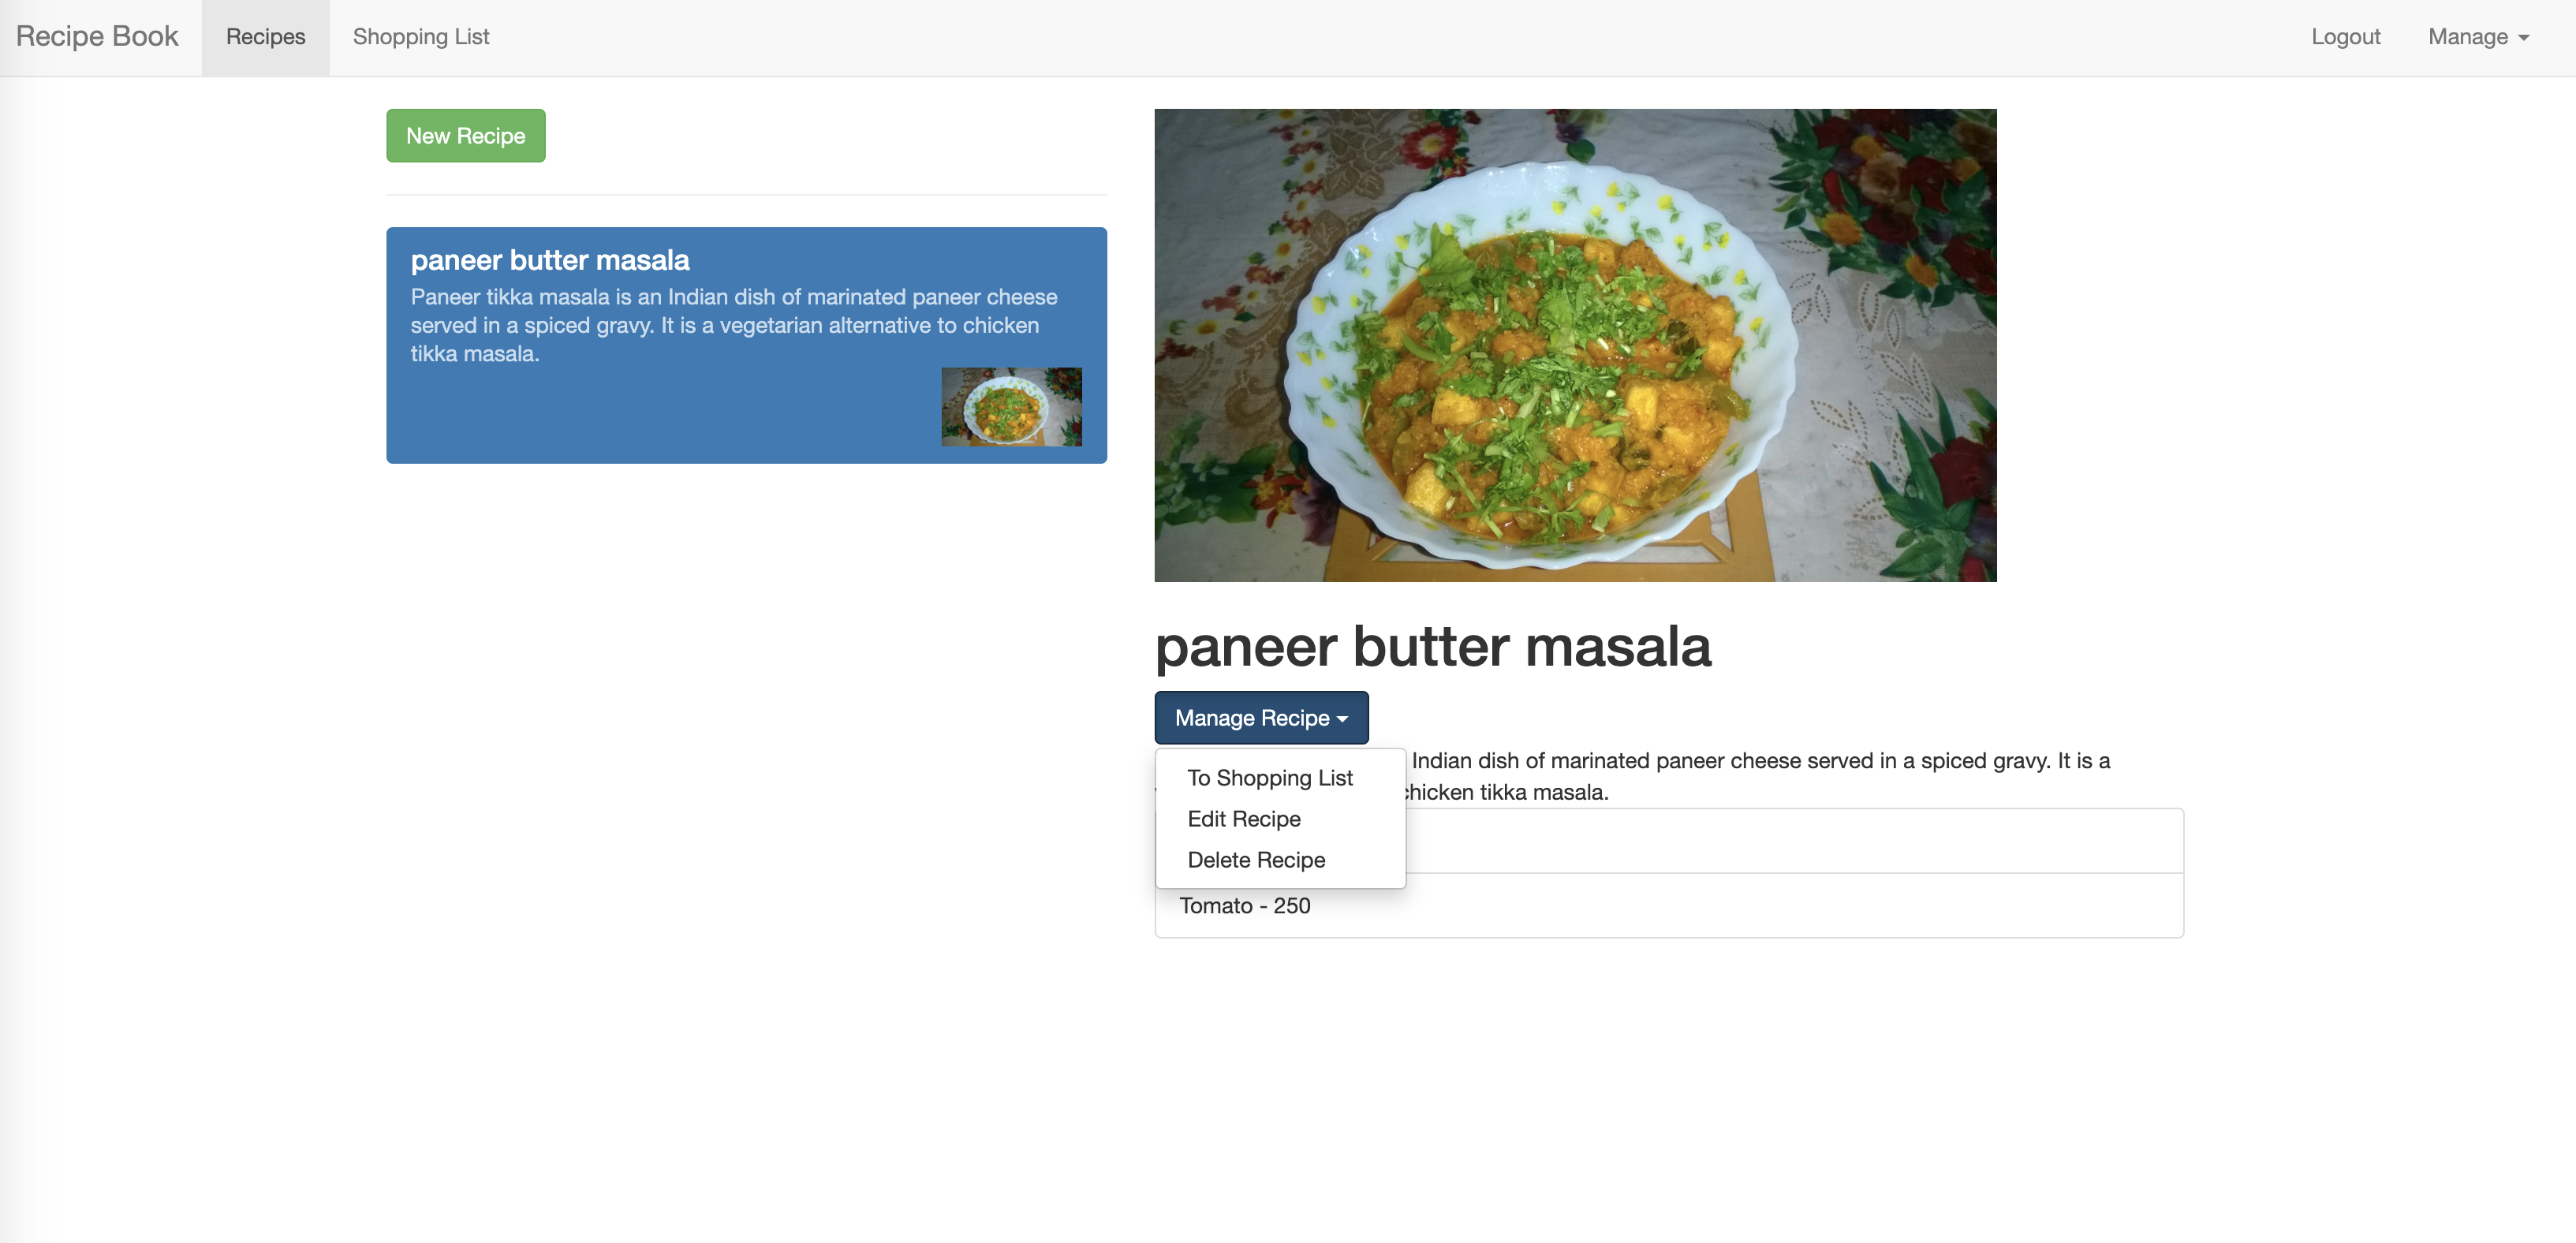 Recipe Book
Recipes
Shopping List
Logout
Manage
New Recipe
paneer butter masala
Paneer tikka masala is an Indian dish of marinated paneer cheese
served in a spiced gravy. It is a vegetarian alternative to chicken
tikka masala.
paneer butter masala
Manage Recipe
To Shopping List
Edit Recipe
Delete Recipe
Indian dish of marinated paneer cheese served in a spiced gravy. It is a
chicken tikka masala.
Tomato - 250